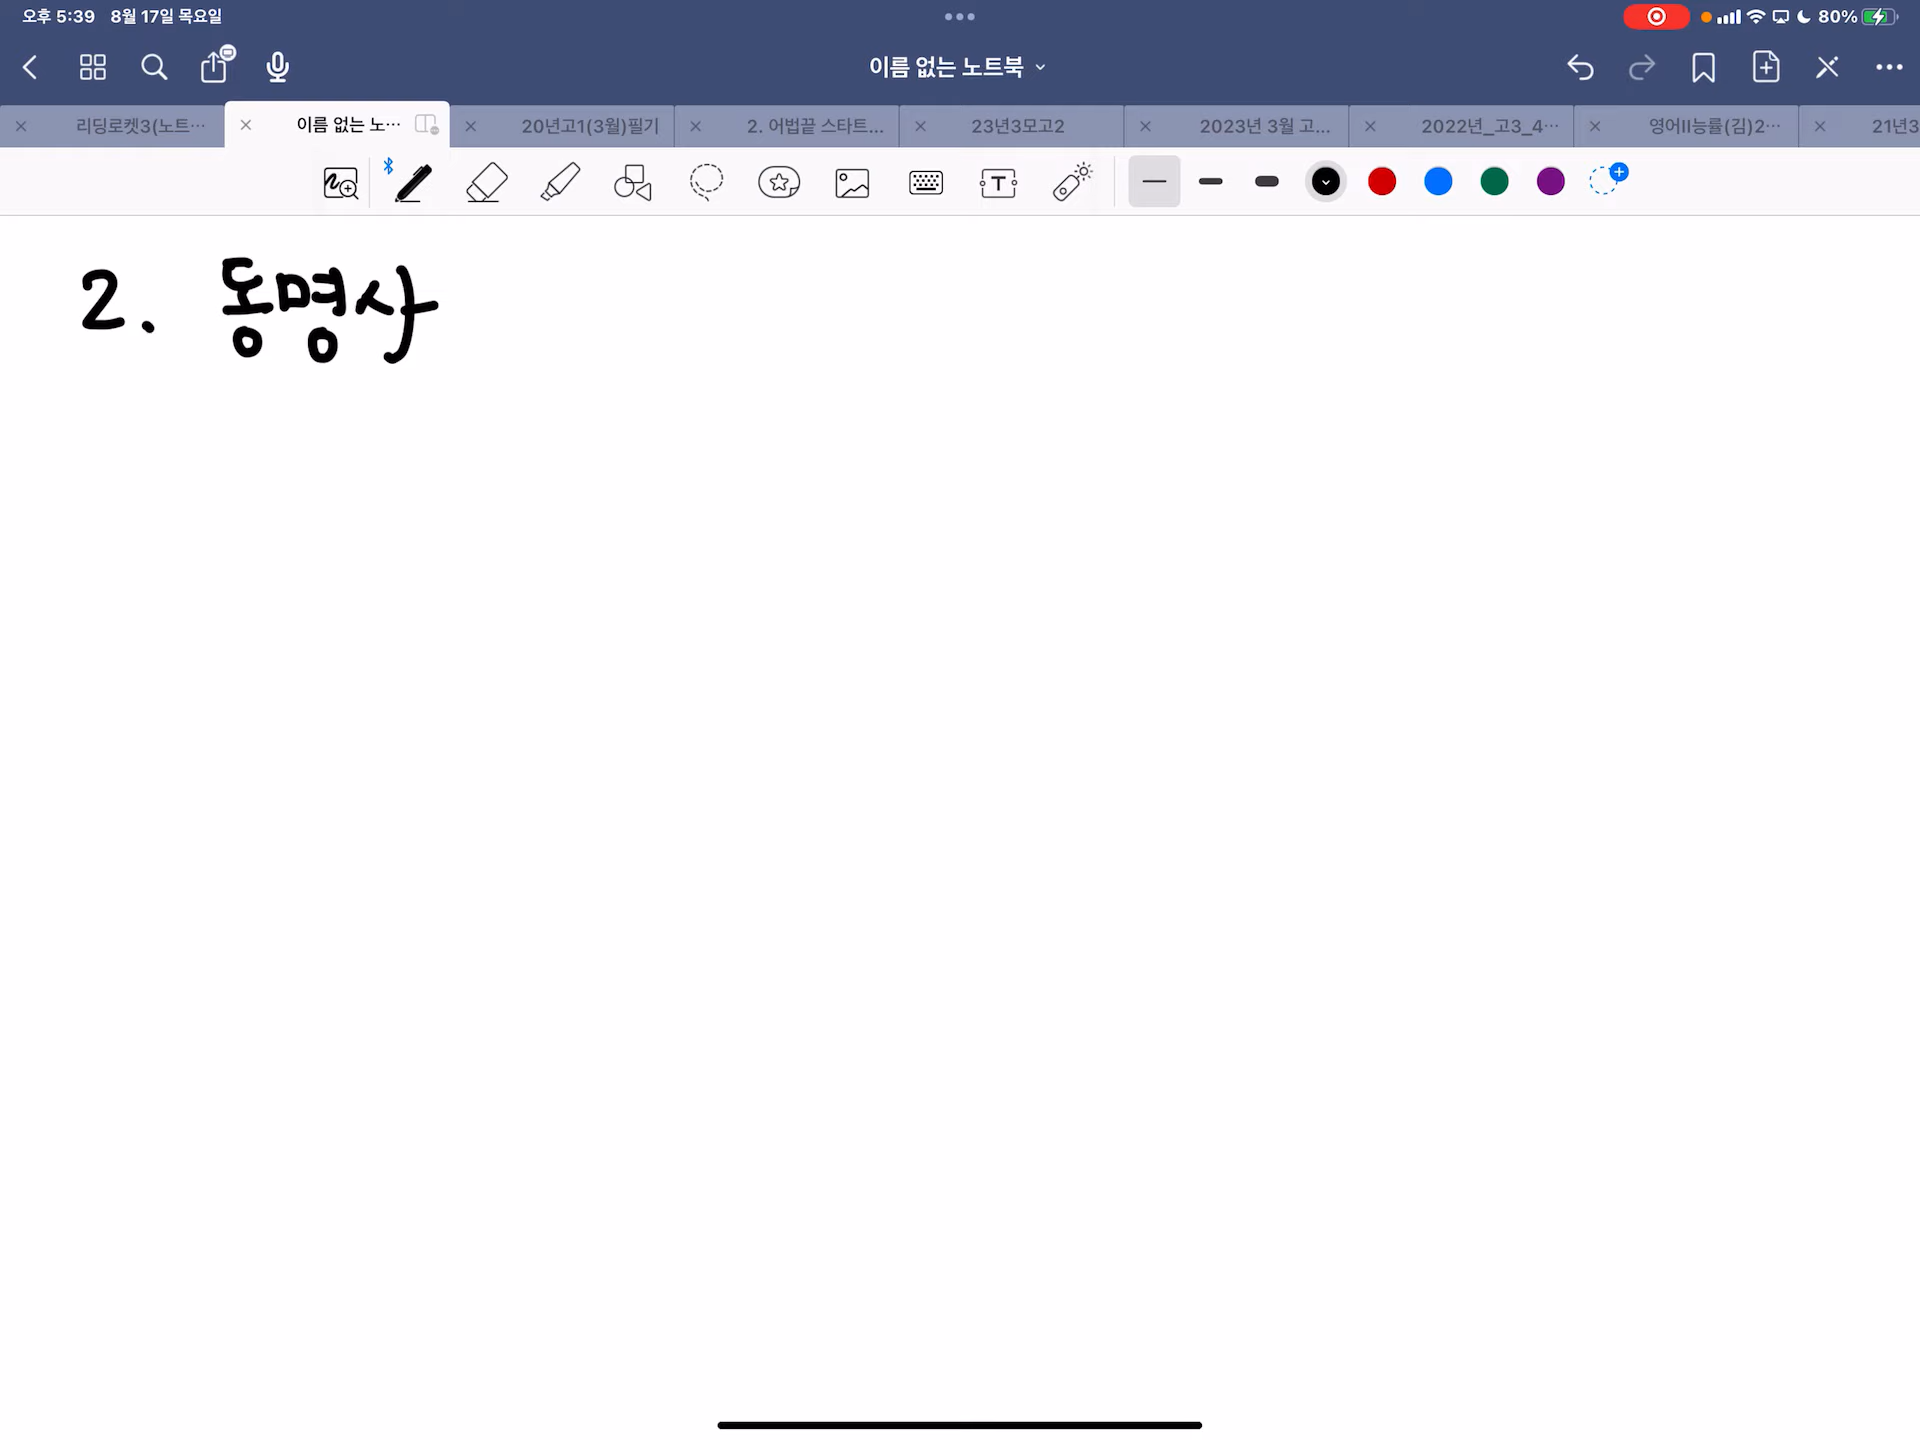 오후 5:39 8월 17일 목요일
80%
이름 없는 노트북
리딩로켓3(노트…
이름 없는 노…
20년고1(3월)필기
2. 어법끝 스타트...
23년3모고2
2023년 3월 고...
2022년_고3_4…
영어II능률(김)2…
21년3
T
2. 동명사